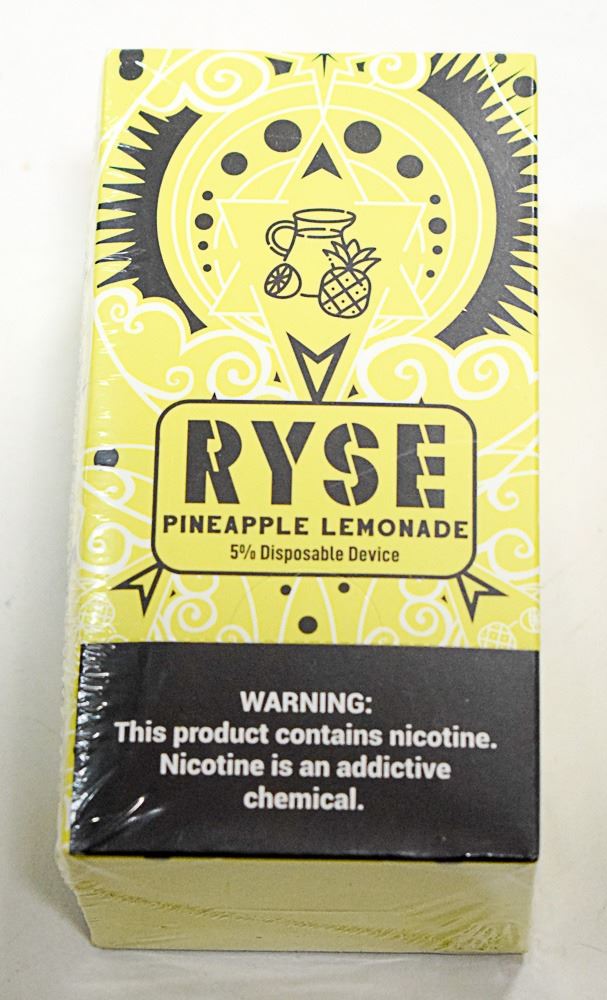 RYSE
PINEAPPLE LEMONADE
5% Disposable Device
WARNING:
This product contains nicotine.
Nicotine is an addictive
chemical.